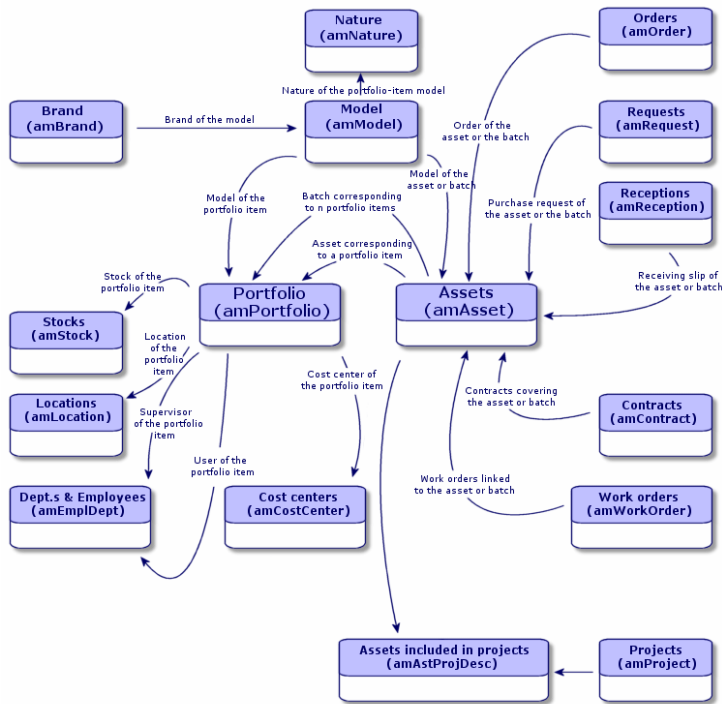 Nature
(amNature)
Orders
(amOrder)
Nature of the portfolio-item model
Brand
(amBrand)
Brand of the model
Model
(amModel)
Requests
(amRequest)
Order of the
asset or the batch
Model of the
asset or batch
Model of the
portfolio item
Batch corresponding
to n portfolio items
Purchase request of
the asset or the batch
Receptions
(amReception)
Asset corresponding
to a portfolio item
Receiving slip of
the asset or batch
Stock of the
portfolio item
Portfolio
(amPortfolio)
Assets
(amAsset)
Stocks
(amStock)
Location
of the
portfolio
item
Cost center of
the portfolio item
Contracts covering
the asset or batch
Locations
(amLocation)
Supervisor
of the portfolio
item
Contracts
(amContract)
User of the
portfolio item
Work orders linked
to the asset or batch
Dept.s & Employees
(amEmplDept)
Cost centers
(amCostCenter)
Work orders
(amWorkOrder)
Assets included in projects
(amAstProjDesc)
Projects
(amProject)